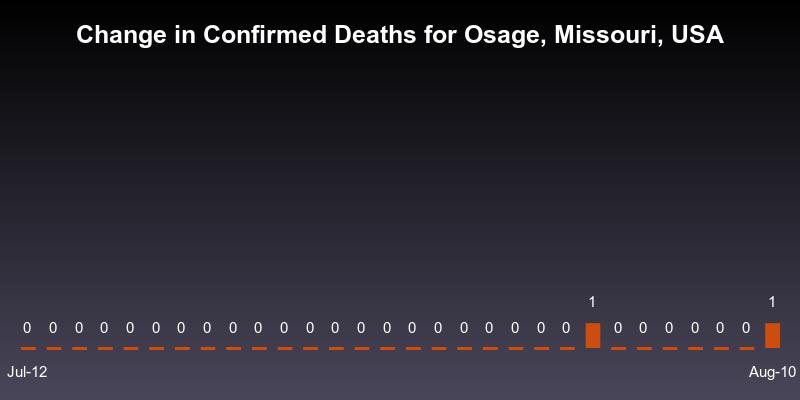 Change in Confirmed Deaths for Osage, Missouri, USA
1 1
0 0 0 0 0 0 0 0 0 0 0 0 0 0 0 0 0 0 0 0 0 0 0 0 0 0 0 0
Jul-12 Aug-10